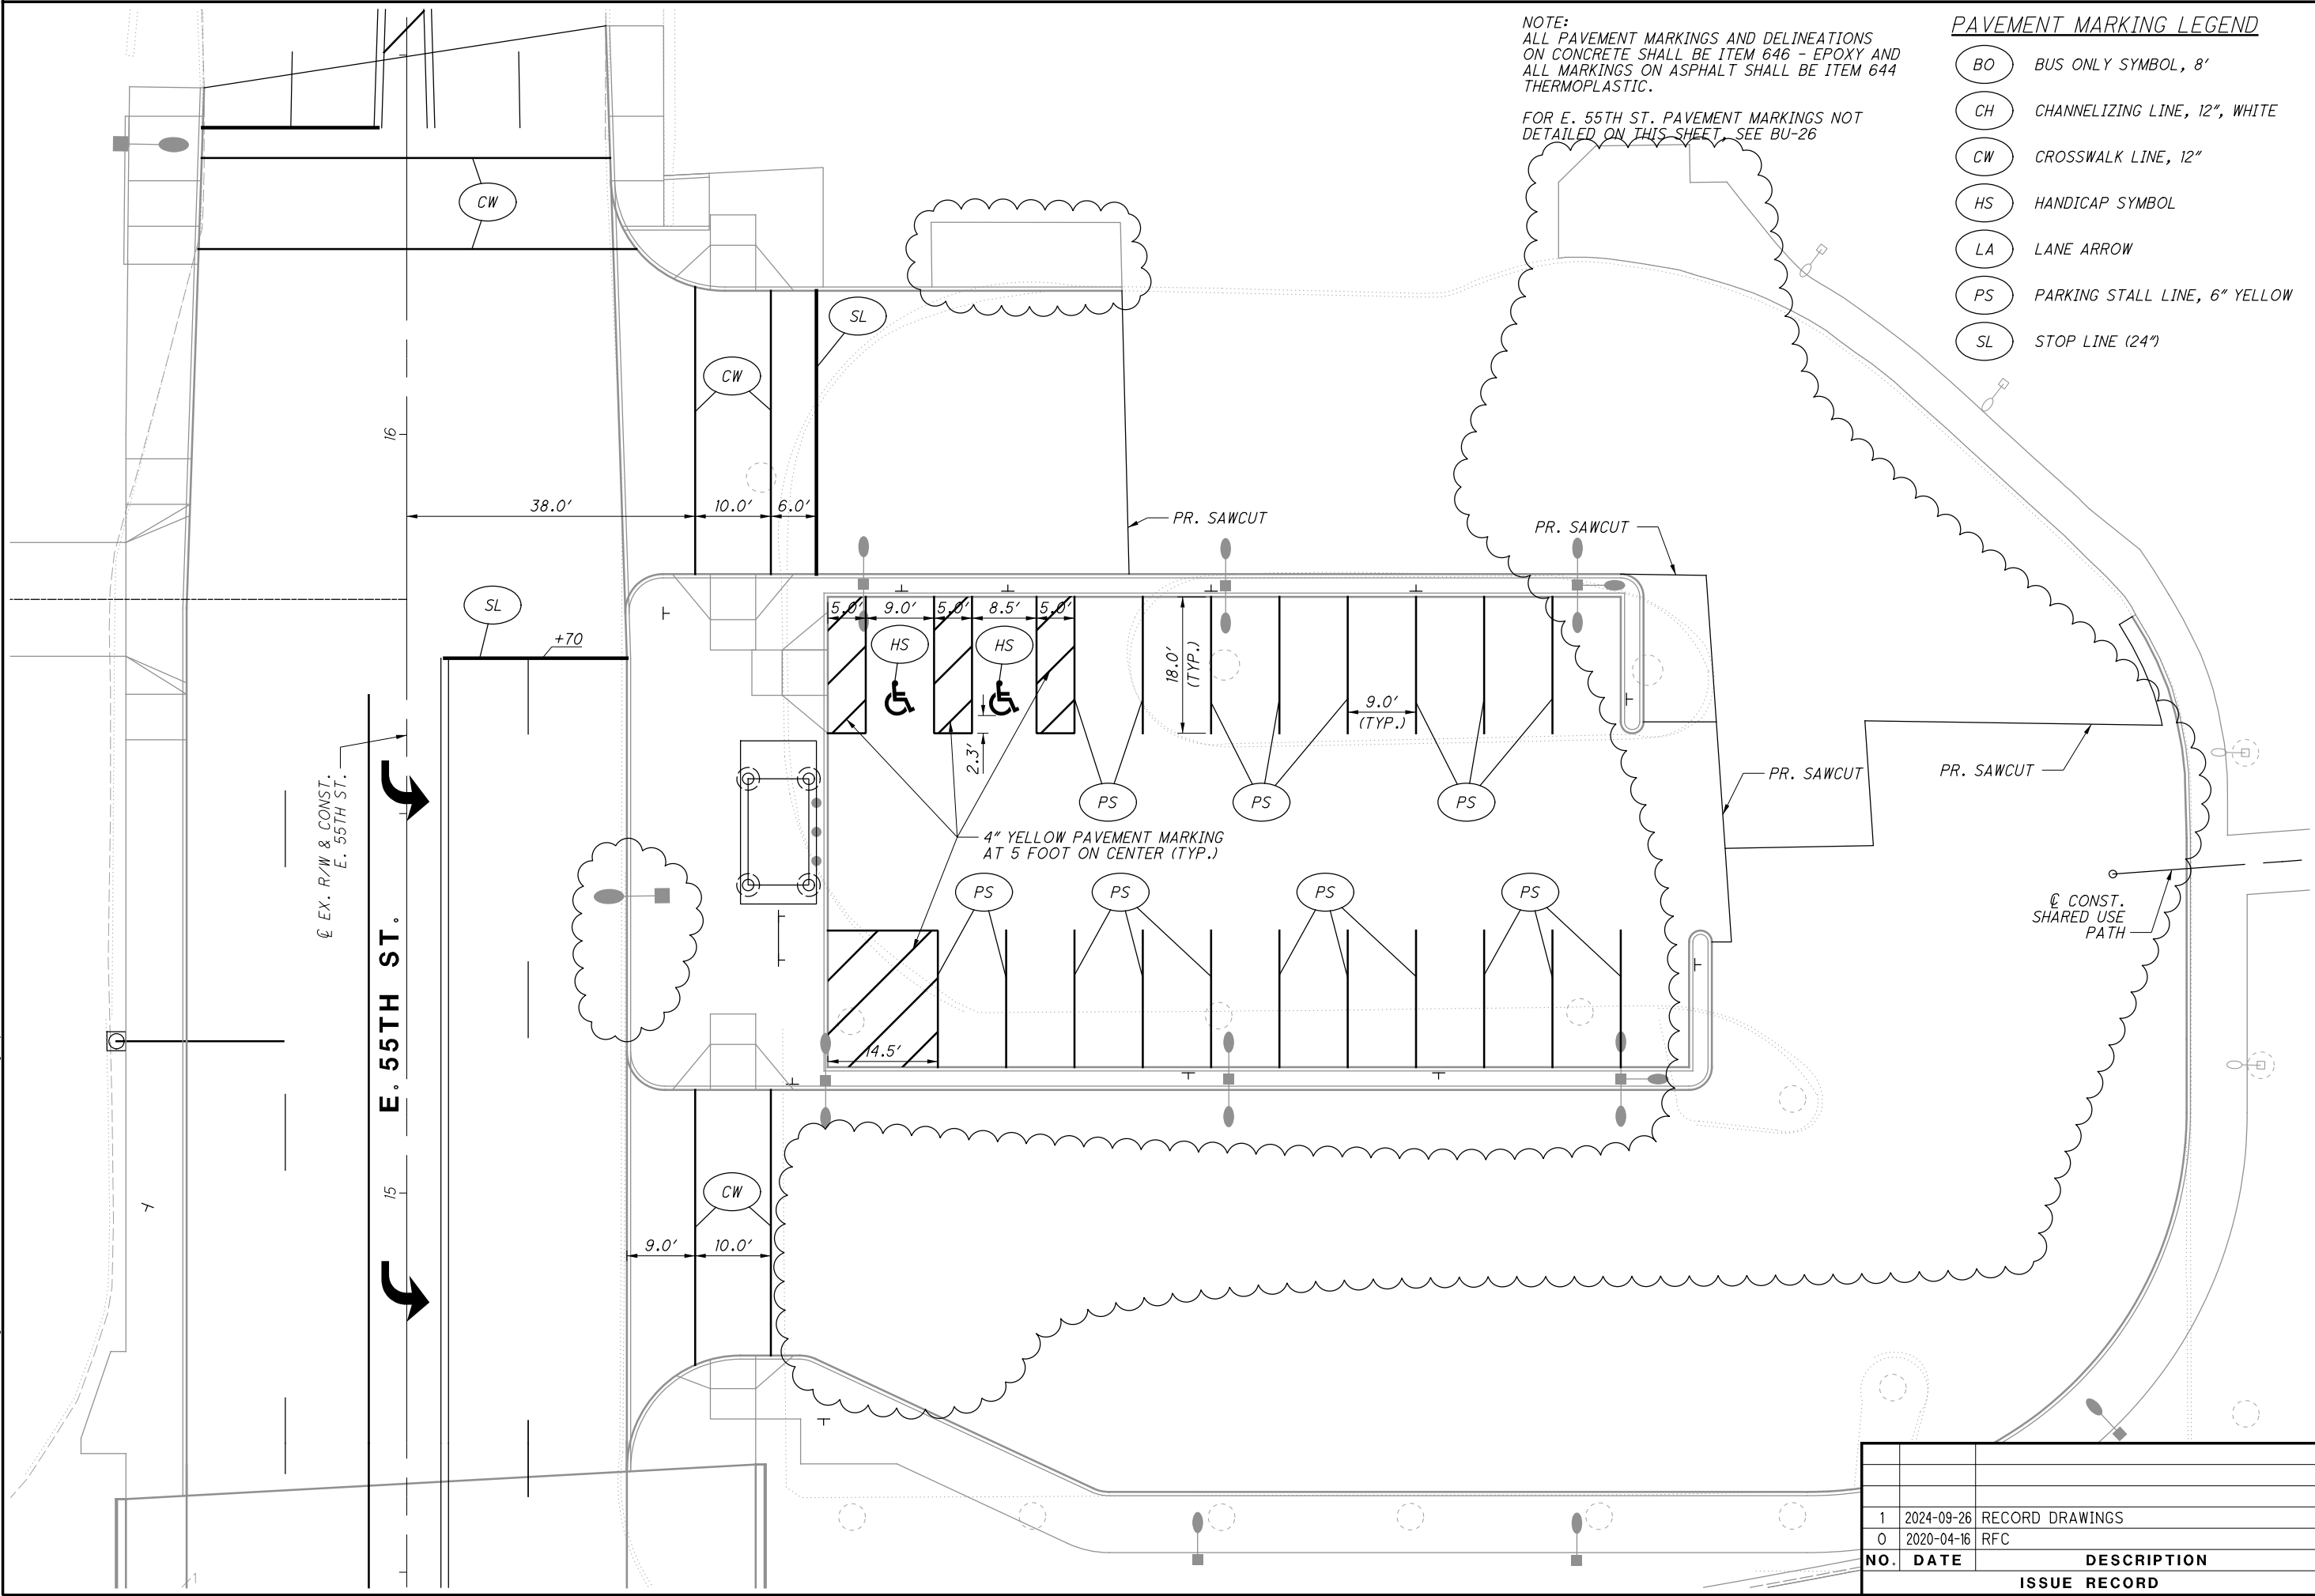 NOTE:
ALL PAVEMENT MARKINGS AND DELINEATIONS
ON CONCRETE SHALL BE ITEM 646 - EPOXY AND
ALL MARKINGS ON ASPHALT SHALL BE ITEM 644
THERMOPLASTIC.
FOR E. 55TH ST. PAVEMENT MARKINGS NOT
DETAILED ON THIS SHEET, SEE BU-26
PAVEMENT MARKING LEGEND
BO BUS ONLY SYMBOL, 8'
CH CHANNELIZING LINE, 12", WHITE
CW CROSSWALK LINE, 12"
HS HANDICAP SYMBOL
LA LANE ARROW
PS PARKING STALL LINE, 6" YELLOW
SL STOP LINE (24")
CW
SL
CW
16
38.0'
10.0'
6.0'
PR. SAWCUT
PR. SAWCUT
SL
+70
5.0'
9.0'
5.0'
8.5'
5.0'
HS
HS
18.0'
(TYP.)
9.0'
(TYP.)
2.3'
PR. SAWCUT
PR. SAWCUT
PS
PS
PS
4" YELLOW PAVEMENT MARKING
AT 5 FOOT ON CENTER (TYP.)
℄ EX. R/W & CONST.
E. 55TH ST.
E. 55TH ST.
PS
PS
PS
PS
℄ CONST.
SHARED USE
PATH
14.5'
15
CW
9.0'
10.0'
1
1 2024-09-26 RECORD DRAWINGS
0 2020-04-16 RFC
NO. DATE DESCRIPTION
ISSUE RECORD